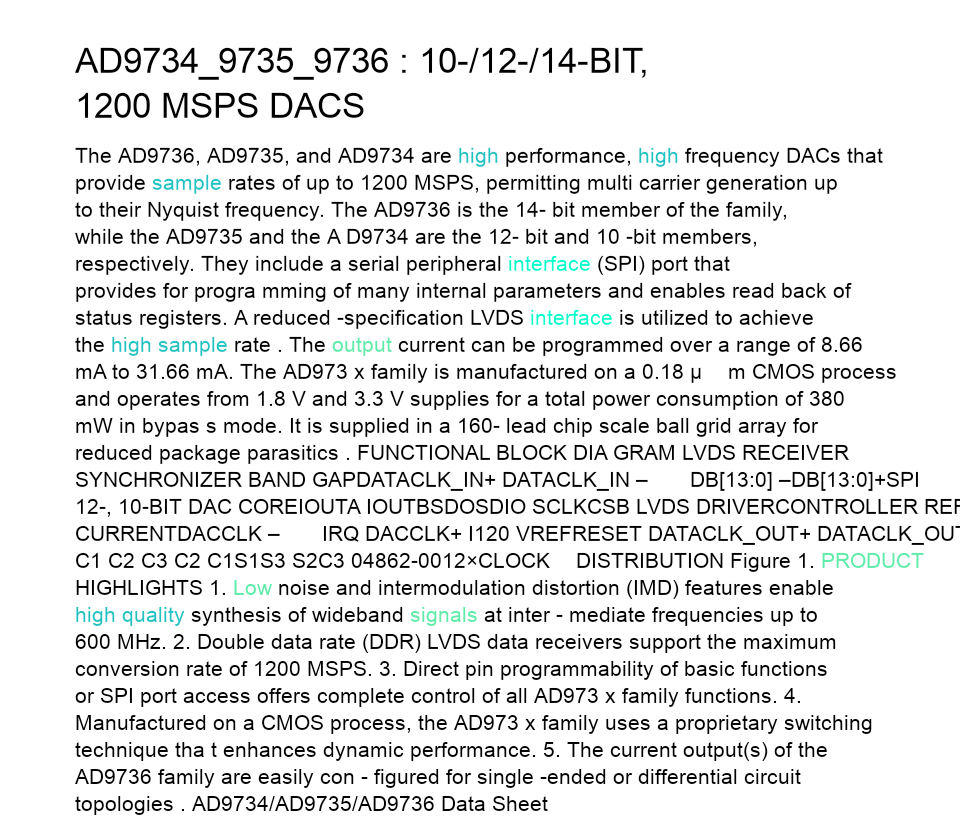 AD9734_9735_9736 : 10-/12-/14-BIT,
1200 MSPS DACS
The AD9736, AD9735, and AD9734 are high performance, high frequency DACs that
provide sample rates of up to 1200 MSPS, permitting multi carrier generation up
to their Nyquist frequency. The AD9736 is the 14- bit member of the family,
while the AD9735 and the A D9734 are the 12- bit and 10 -bit members,
respectively. They include a serial peripheral interface (SPI) port that
provides for progra mming of many internal parameters and enables read back of
status registers. A reduced -specification LVDS interface is utilized to achieve
the high sample rate . The output current can be programmed over a range of 8.66
mA to 31.66 mA. The AD973 x family is manufactured on a 0.18 μ m CMOS process
and operates from 1.8 V and 3.3 V supplies for a total power consumption of 380
mW in bypas s mode. It is supplied in a 160- lead chip scale ball grid array for
reduced package parasitics . FUNCTIONAL BLOCK DIA GRAM LVDS RECEIVER
SYNCHRONIZER BAND GAPDATACLK_IN+ DATACLK_IN – DB[13:0] –DB[13:0]+SPI
12-, 10-BIT DAC COREIOUTA IOUTBSDOSDIO SCLKCSB LVDS DRIVERCONTROLLER REF
CURRENTDACCLK – IRQ DACCLK+ I120 VREFRESET DATACLK_OUT+ DATACLK_OUT
C1 C2 C3 C2 C1S1S3 S2C3 04862-0012×CLOCK DISTRIBUTION Figure 1. PRODUCT
HIGHLIGHTS 1. Low noise and intermodulation distortion (IMD) features enable
high quality synthesis of wideband signals at inter - mediate frequencies up to
600 MHz. 2. Double data rate (DDR) LVDS data receivers support the maximum
conversion rate of 1200 MSPS. 3. Direct pin programmability of basic functions
or SPI port access offers complete control of all AD973 x family functions. 4.
Manufactured on a CMOS process, the AD973 x family uses a proprietary switching
technique tha t enhances dynamic performance. 5. The current output(s) of the
AD9736 family are easily con - figured for single -ended or differential circuit
topologies . AD9734/AD9735/AD9736 Data Sheet